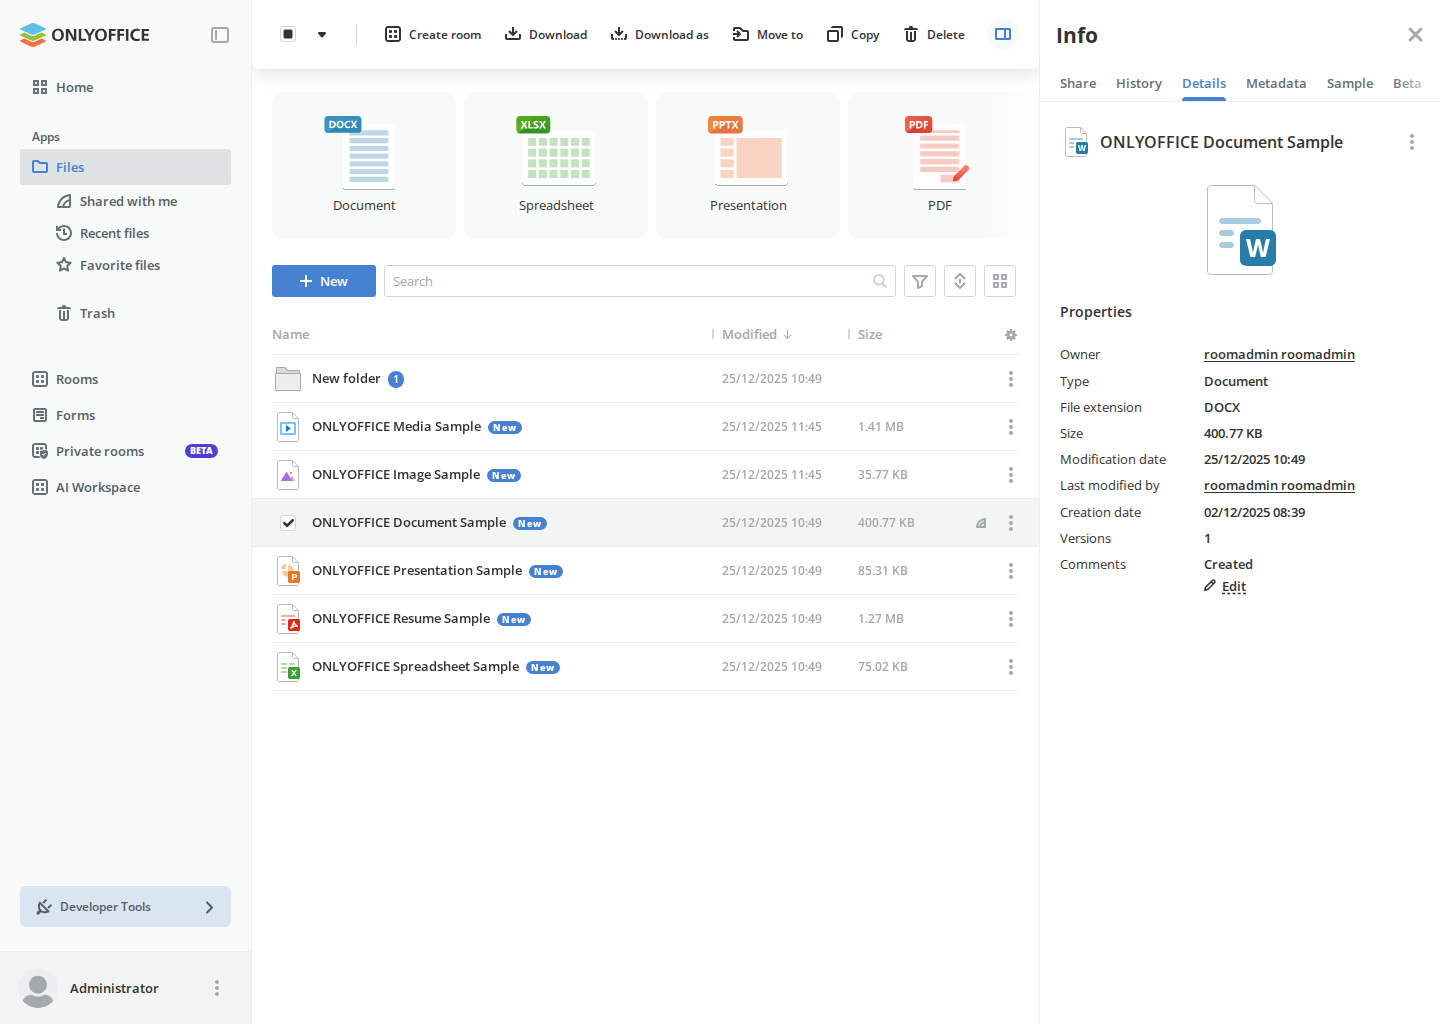 ONLYOFFICE
Home
Apps
Files
Shared with me
Recent files
Favorite files
Trash
Rooms
Forms
Private rooms BETA
AI Workspace
Developer Tools
Administrator
Create room Download Download as Move to Copy Delete
DOCX XLSX PPTX PDF
Document Spreadsheet Presentation PDF
New Search
Name Modified Size
New folder 1 25/12/2025 10:49
ONLYOFFICE Media Sample New 25/12/2025 11:45 1.41 MB
ONLYOFFICE Image Sample New 25/12/2025 11:45 35.77 KB
ONLYOFFICE Document Sample New 25/12/2025 10:49 400.77 KB
P ONLYOFFICE Presentation Sample New 25/12/2025 10:49 85.31 KB
ONLYOFFICE Resume Sample New 25/12/2025 10:49 1.27 MB
X ONLYOFFICE Spreadsheet Sample New 25/12/2025 10:49 75.02 KB
Info
Share History Details Metadata Sample Beta
W ONLYOFFICE Document Sample
W
Properties
Owner roomadmin roomadmin
Type Document
File extension DOCX
Size 400.77 KB
Modification date 25/12/2025 10:49
Last modified by roomadmin roomadmin
Creation date 02/12/2025 08:39
Versions 1
Comments Created
Edit